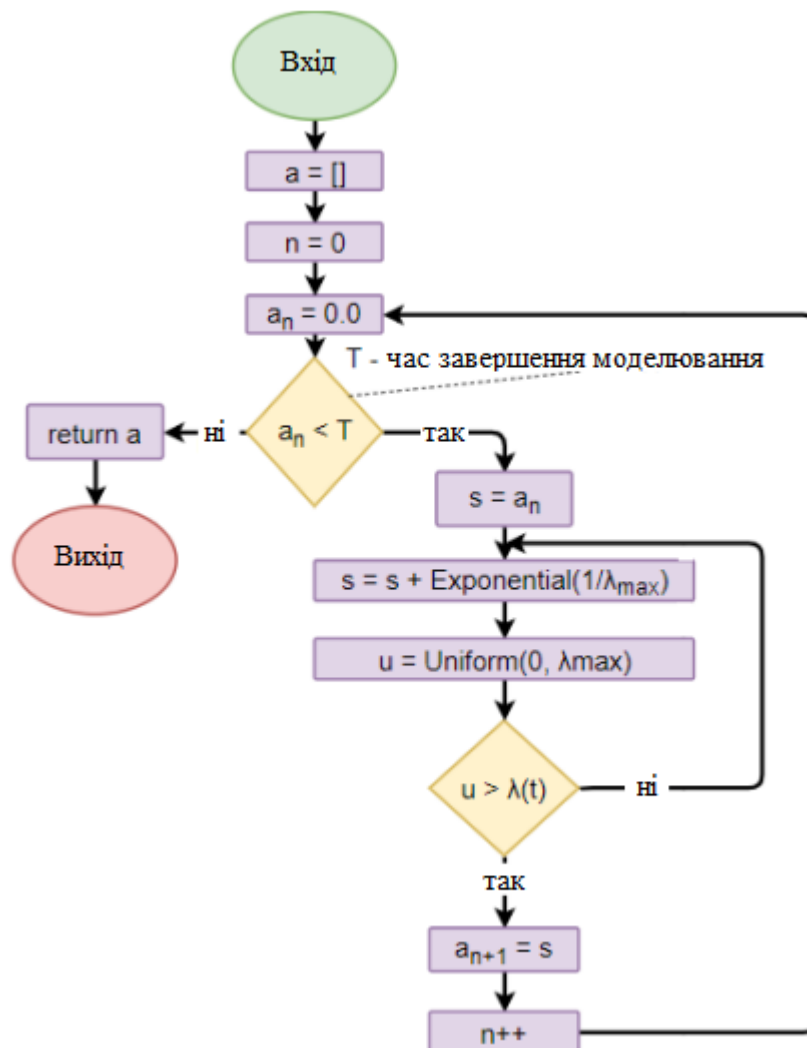 Вхід
a = []
n = 0
aₙ = 0.0
T - час завершення моделювання
return a
ні
aₙ < T
так
s = aₙ
Вихід
s = s + Exponential(1/λmax)
u = Uniform(0, λmax)
u > λ(t)
ні
так
aₙ₊₁ = s
n++